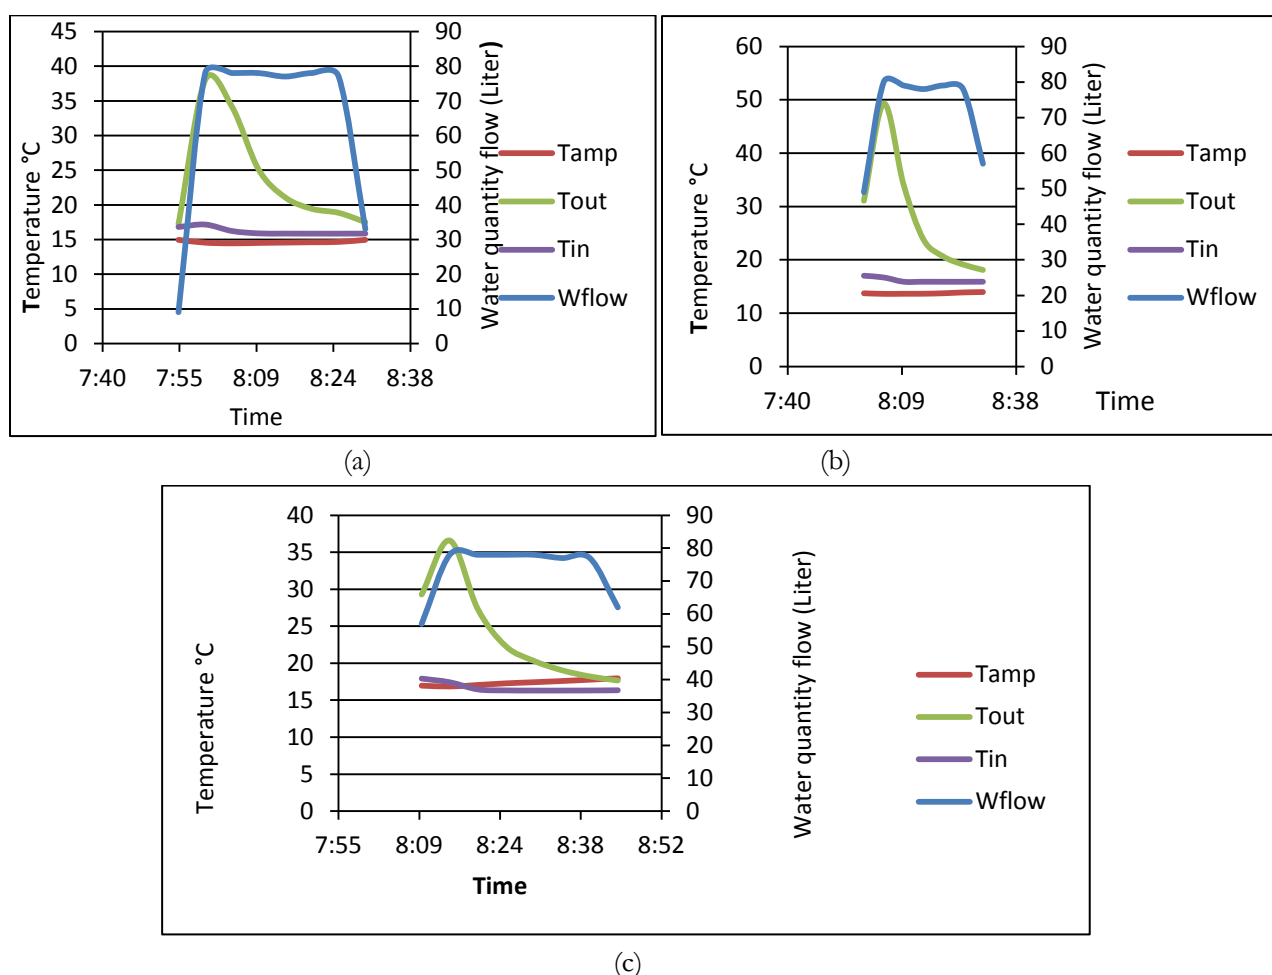 45
40
35
30
25
20
15
10
5
0
Temperature °C
90
80
70
60
50
40
30
20
10
0
Water quantity flow (Liter)
7:40 7:55 8:09 8:24 8:38
Time
Tamp
Tout
Tin
Wflow
(a)
60
50
40
30
20
10
0
Temperature °C
90
80
70
60
50
40
30
20
10
0
Water quantity flow (Liter)
7:40 8:09 8:38
Time
Tamp
Tout
Tin
Wflow
(b)
40
35
30
25
20
15
10
5
0
Temperature °C
90
80
70
60
50
40
30
20
10
0
Water quantity flow (Liter)
7:55 8:09 8:24 8:38 8:52
Time
Tamp
Tout
Tin
Wflow
(c)